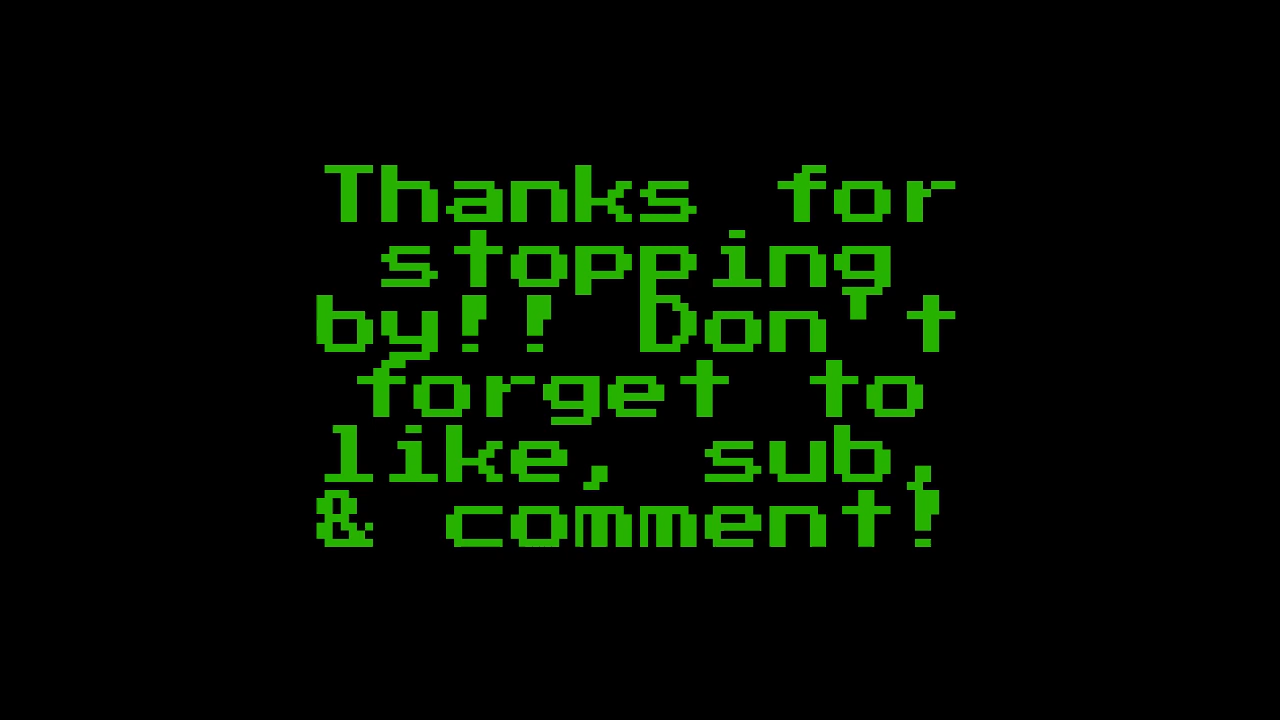 Thanks for
stopping
by!! Don't
forget to
like, sub,
& comment!